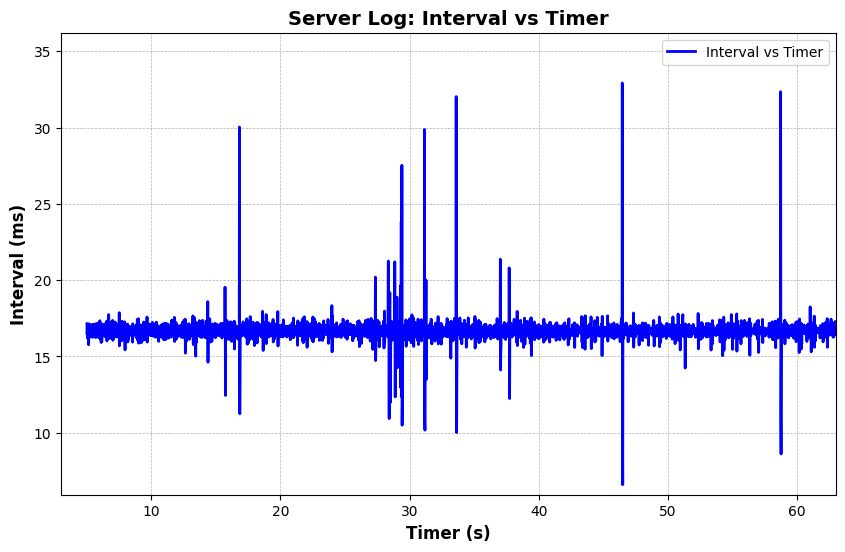 Server Log: Interval vs Timer
Interval vs Timer
Interval (ms)
35
30
25
20
15
10
10 20 30 40 50 60
Timer (s)